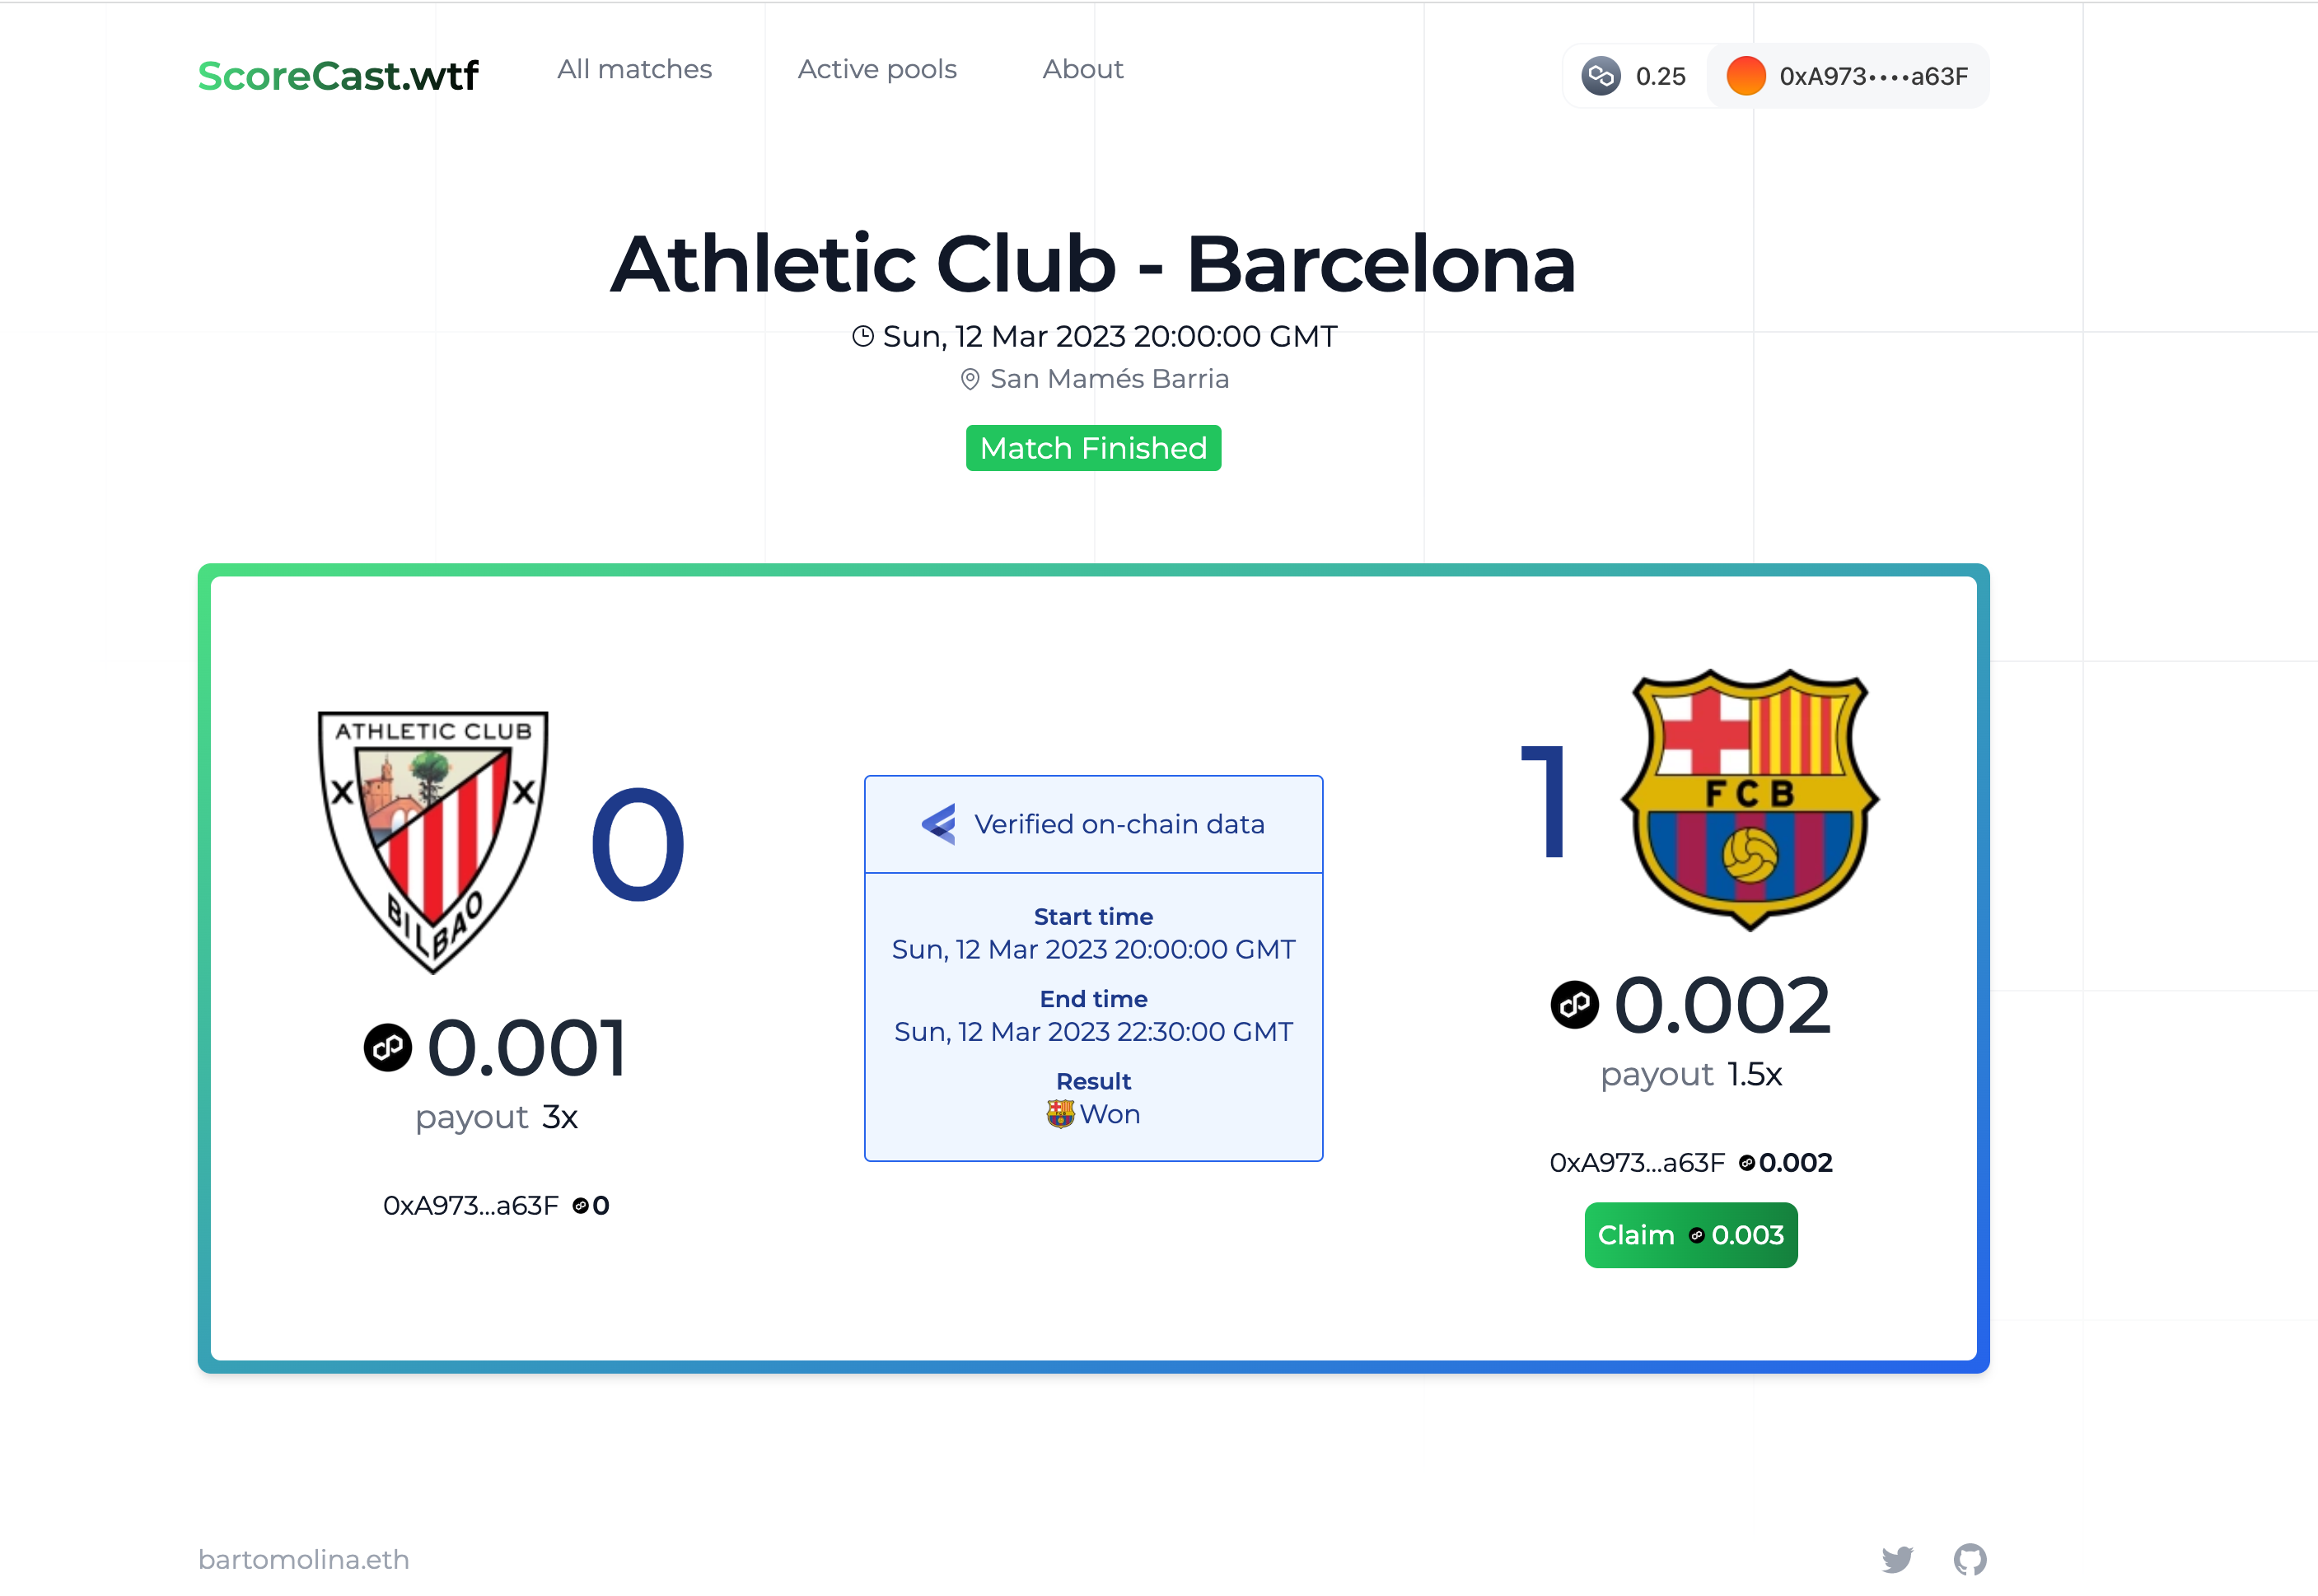 ScoreCast.wtf All matches Active pools About 0.25 0xA973••••a63F
Athletic Club - Barcelona
Sun, 12 Mar 2023 20:00:00 GMT
San Mamés Barria
Match Finished
ATHLETIC CLUB
BILBAO
0
0.001
payout 3x
0xA973...a63F 0
Verified on-chain data
Start time
Sun, 12 Mar 2023 20:00:00 GMT
End time
Sun, 12 Mar 2023 22:30:00 GMT
Result
Won
1
FCB
0.002
payout 1.5x
0xA973...a63F 0.002
Claim 0.003
bartomolina.eth